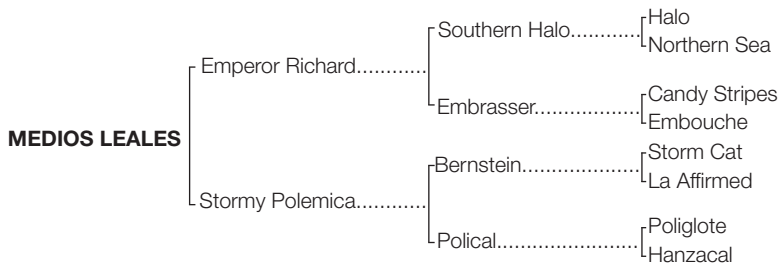 Halo
Southern Halo............
Northern Sea
Emperor Richard...........
Candy Stripes
Embrasser.................
Embouche
MEDIOS LEALES
Storm Cat
Bernstein....................
La Affirmed
Stormy Polemica...........
Poliglote
Polical........................
Hanzacal